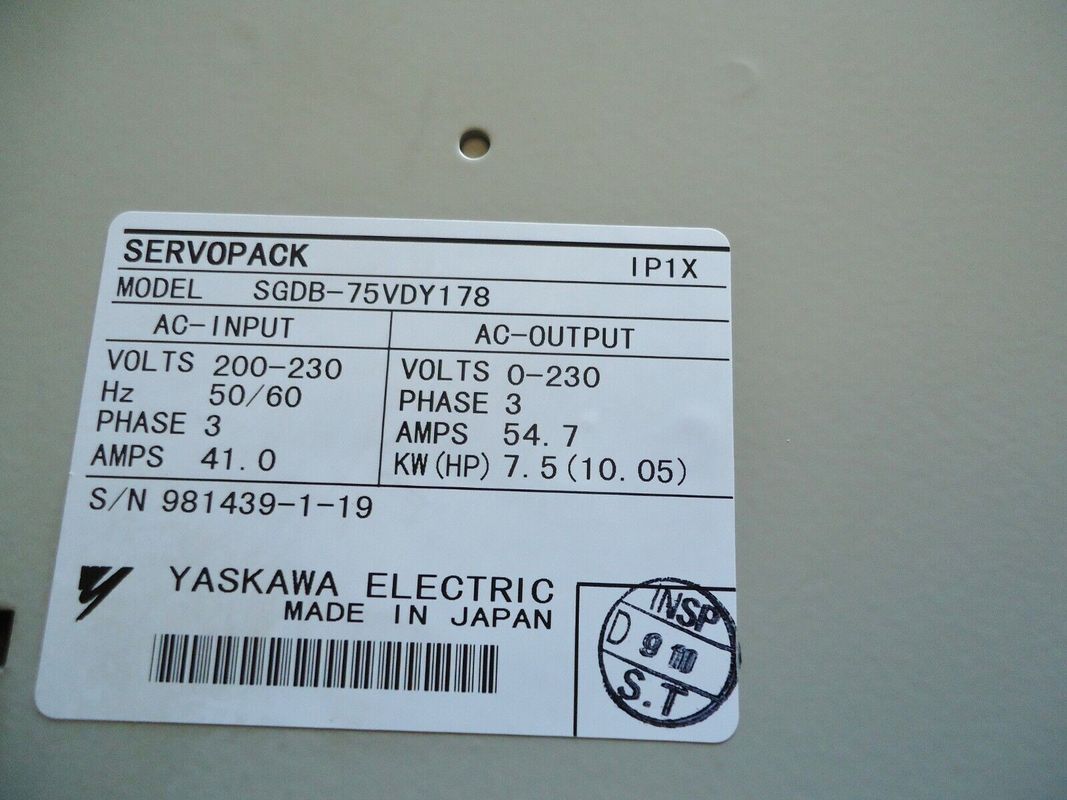 SERVOPACK IP1X
MODEL SGDB-75VDY178
AC-INPUT AC-OUTPUT
VOLTS 200-230 VOLTS 0-230
Hz 50/60 PHASE 3
PHASE 3 AMPS 54.7
AMPS 41.0 KW(HP) 7.5(10.05)
S/N 981439-1-19
YASKAWA ELECTRIC
MADE IN JAPAN
INSP
D 9
S.T